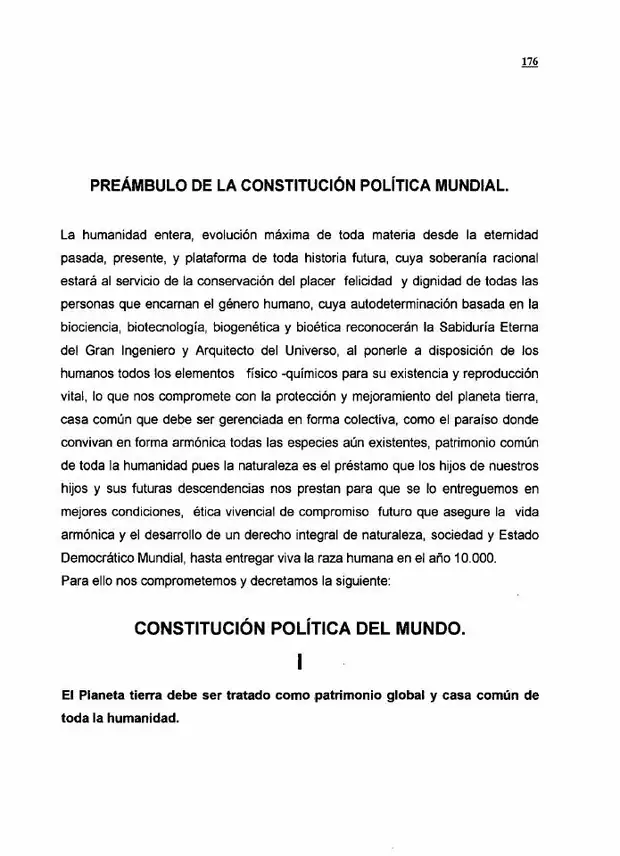 176
PREÁMBULO DE LA CONSTITUCIÓN POLÍTICA MUNDIAL.
La humanidad entera, evolución máxima de toda materia desde la eternidad
pasada, presente, y plataforma de toda historia futura, cuya soberanía racional
estará al servicio de la conservación del placer felicidad y dignidad de todas las
personas que encarnan el género humano, cuya autodeterminación basada en la
biociencia, biotecnología, biogenética y bioética reconocerán la Sabiduría Eterna
del Gran Ingeniero y Arquitecto del Universo, al ponerle a disposición de los
humanos todos los elementos físico -químicos para su existencia y reproducción
vital, lo que nos compromete con la protección y mejoramiento del planeta tierra,
casa común que debe ser gerenciada en forma colectiva, como el paraíso donde
convivan en forma armónica todas las especies aún existentes, patrimonio común
de toda la humanidad pues la naturaleza es el préstamo que los hijos de nuestros
hijos y sus futuras descendencias nos prestan para que se lo entreguemos en
mejores condiciones, ética vivencial de compromiso futuro que asegure la vida
armónica y el desarrollo de un derecho integral de naturaleza, sociedad y Estado
Democrático Mundial, hasta entregar viva la raza humana en el año 10.000.
Para ello nos comprometemos y decretamos la siguiente:
CONSTITUCIÓN POLÍTICA DEL MUNDO.
I
El Planeta tierra debe ser tratado como patrimonio global y casa común de
toda la humanidad.